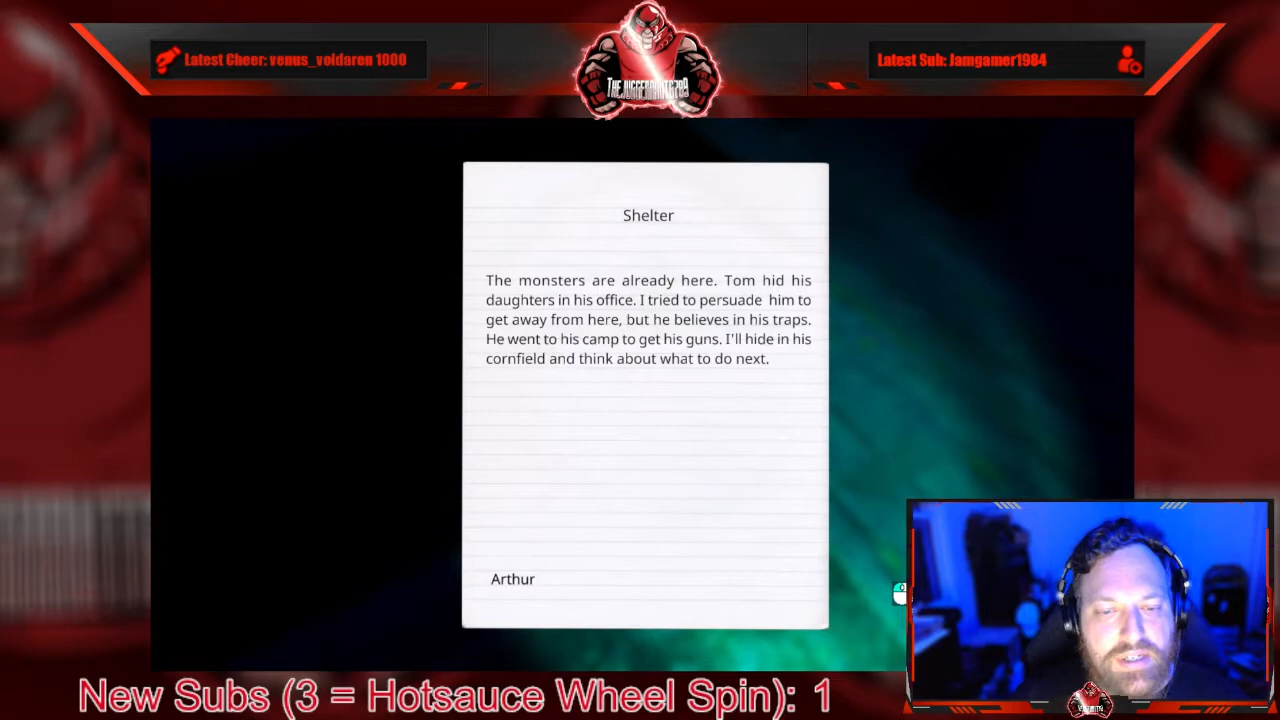 Latest Cheer: venus_voldaren 1000
Latest Sub: Jamgamer1984
Shelter
The monsters are already here. Tom hid his
daughters in his office. I tried to persuade him to
get away from here, but he believes in his traps.
He went to his camp to get his guns. I'll hide in his
cornfield and think about what to do next.
Arthur
New Subs (3 = Hotsauce Wheel Spin): 1